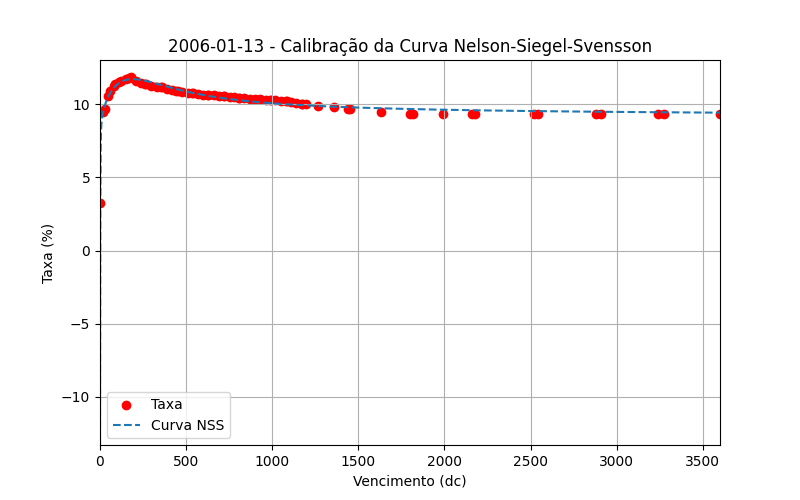 2006-01-13 - Calibração da Curva Nelson-Siegel-Svensson
Taxa (%)
10
5
0
−5
−10
Taxa
Curva NSS
0 500 1000 1500 2000 2500 3000 3500
Vencimento (dc)